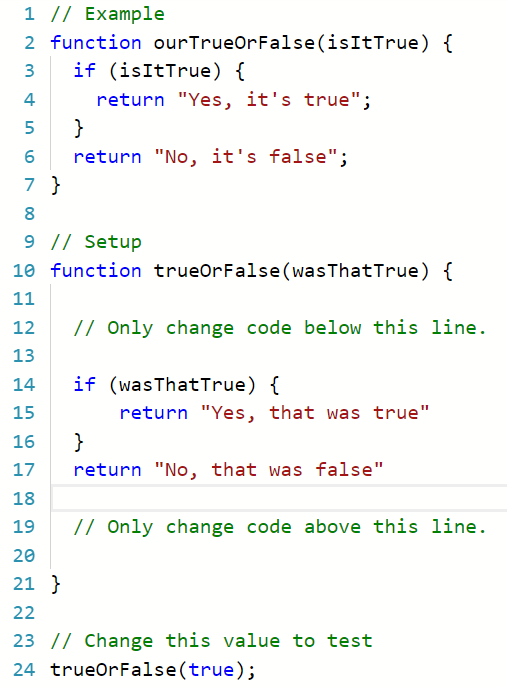 1 // Example
2 function ourTrueOrFalse(isItTrue) {
3   if (isItTrue) {
4     return "Yes, it's true";
5   }
6   return "No, it's false";
7 }
8
9 // Setup
10 function trueOrFalse(wasThatTrue) {
11
12   // Only change code below this line.
13
14   if (wasThatTrue) {
15       return "Yes, that was true"
16   }
17   return "No, that was false"
18
19   // Only change code above this line.
20
21 }
22
23 // Change this value to test
24 trueOrFalse(true);